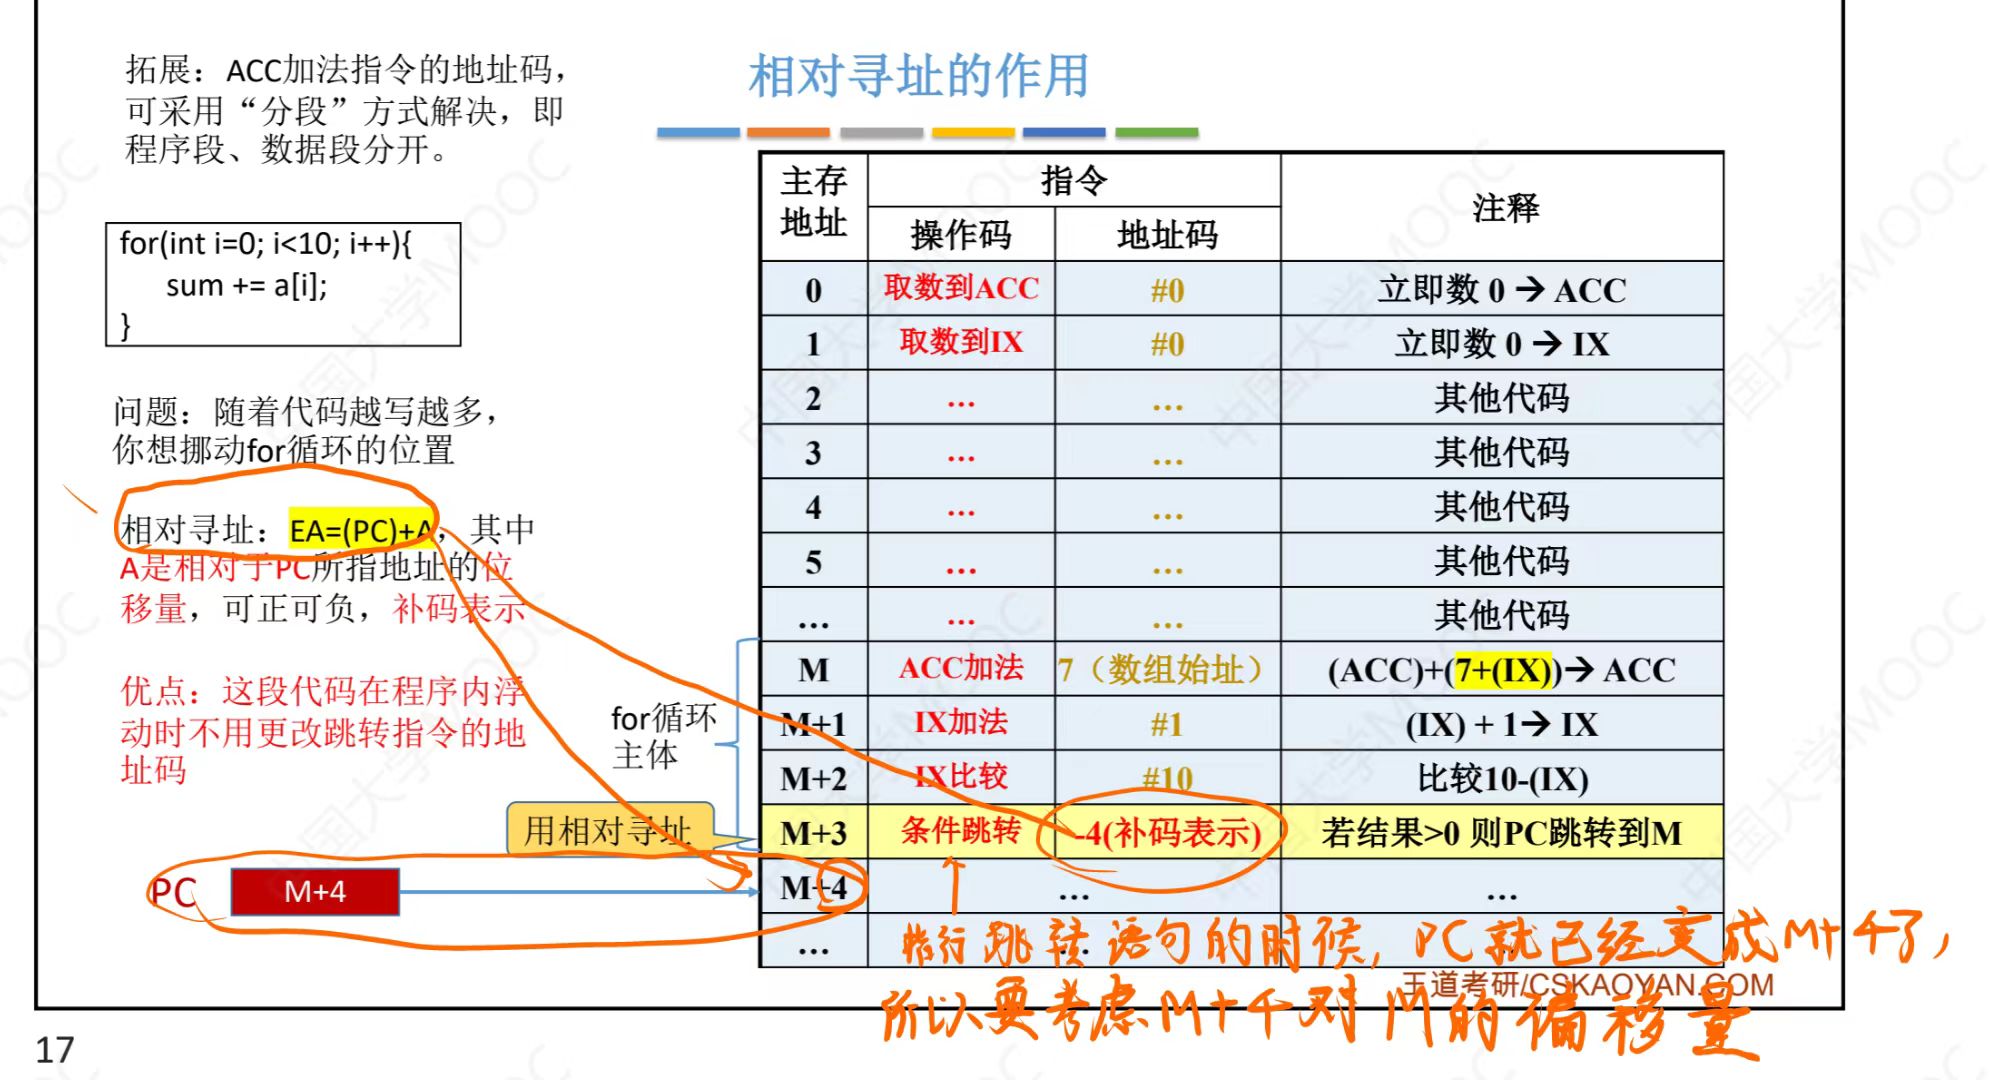 拓展：ACC加法指令的地址码，
可采用“分段”方式解决，即
程序段、数据段分开。
相对寻址的作用
for(int i=0; i<10; i++){
sum += a[i];
}
问题：随着代码越写越多，
你想挪动for循环的位置
相对寻址：EA=(PC)+A，其中
A是相对于PC所指地址的位
移量，可正可负，补码表示
优点：这段代码在程序内浮
动时不用更改跳转指令的地
址码
for循环
主体
用相对寻址
PC M+4
主存地址 指令 注释
操作码 地址码
0 取数到ACC #0 立即数 0 → ACC
1 取数到IX #0 立即数 0 → IX
2 … … 其他代码
3 … … 其他代码
4 … … 其他代码
5 … … 其他代码
… … … 其他代码
M ACC加法 7（数组始址） (ACC)+(7+(IX))→ ACC
M+1 IX加法 #1 (IX) + 1→ IX
M+2 IX比较 #10 比较10-(IX)
M+3 条件跳转 -4(补码表示) 若结果>0 则PC跳转到M
M+4 … …
… … …
执行跳转语句的时候，PC就已经变成M+4了，
所以要考虑M+4对M的偏移量
王道考研/CSKAOYAN.COM
17
中国大学MOOC